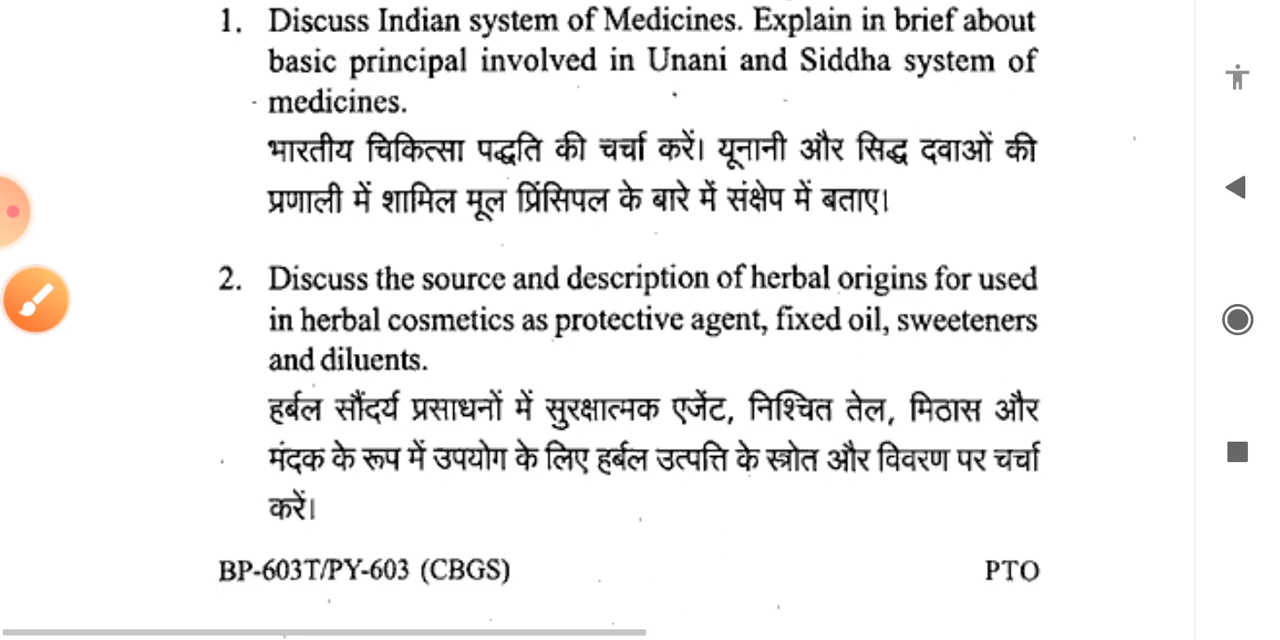 1. Discuss Indian system of Medicines. Explain in brief about
basic principal involved in Unani and Siddha system of
medicines.
भारतीय चिकित्सा पद्धति की चर्चा करें। यूनानी और सिद्ध दवाओं की
प्रणाली में शामिल मूल प्रिंसिपल के बारे में संक्षेप में बताए।
2. Discuss the source and description of herbal origins for used
in herbal cosmetics as protective agent, fixed oil, sweeteners
and diluents.
हर्बल सौंदर्य प्रसाधनों में सुरक्षात्मक एजेंट, निश्चित तेल, मिठास और
मंदक के रूप में उपयोग के लिए हर्बल उत्पत्ति के स्त्रोत और विवरण पर चर्चा
करें।
BP-603T/PY-603 (CBGS) PTO